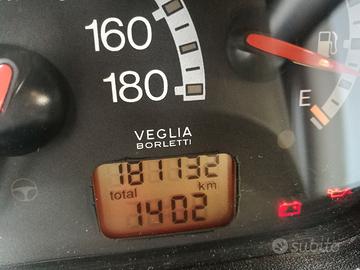 160
180
E
VEGLIA
BORLETTI
181132
total km
1402
subito